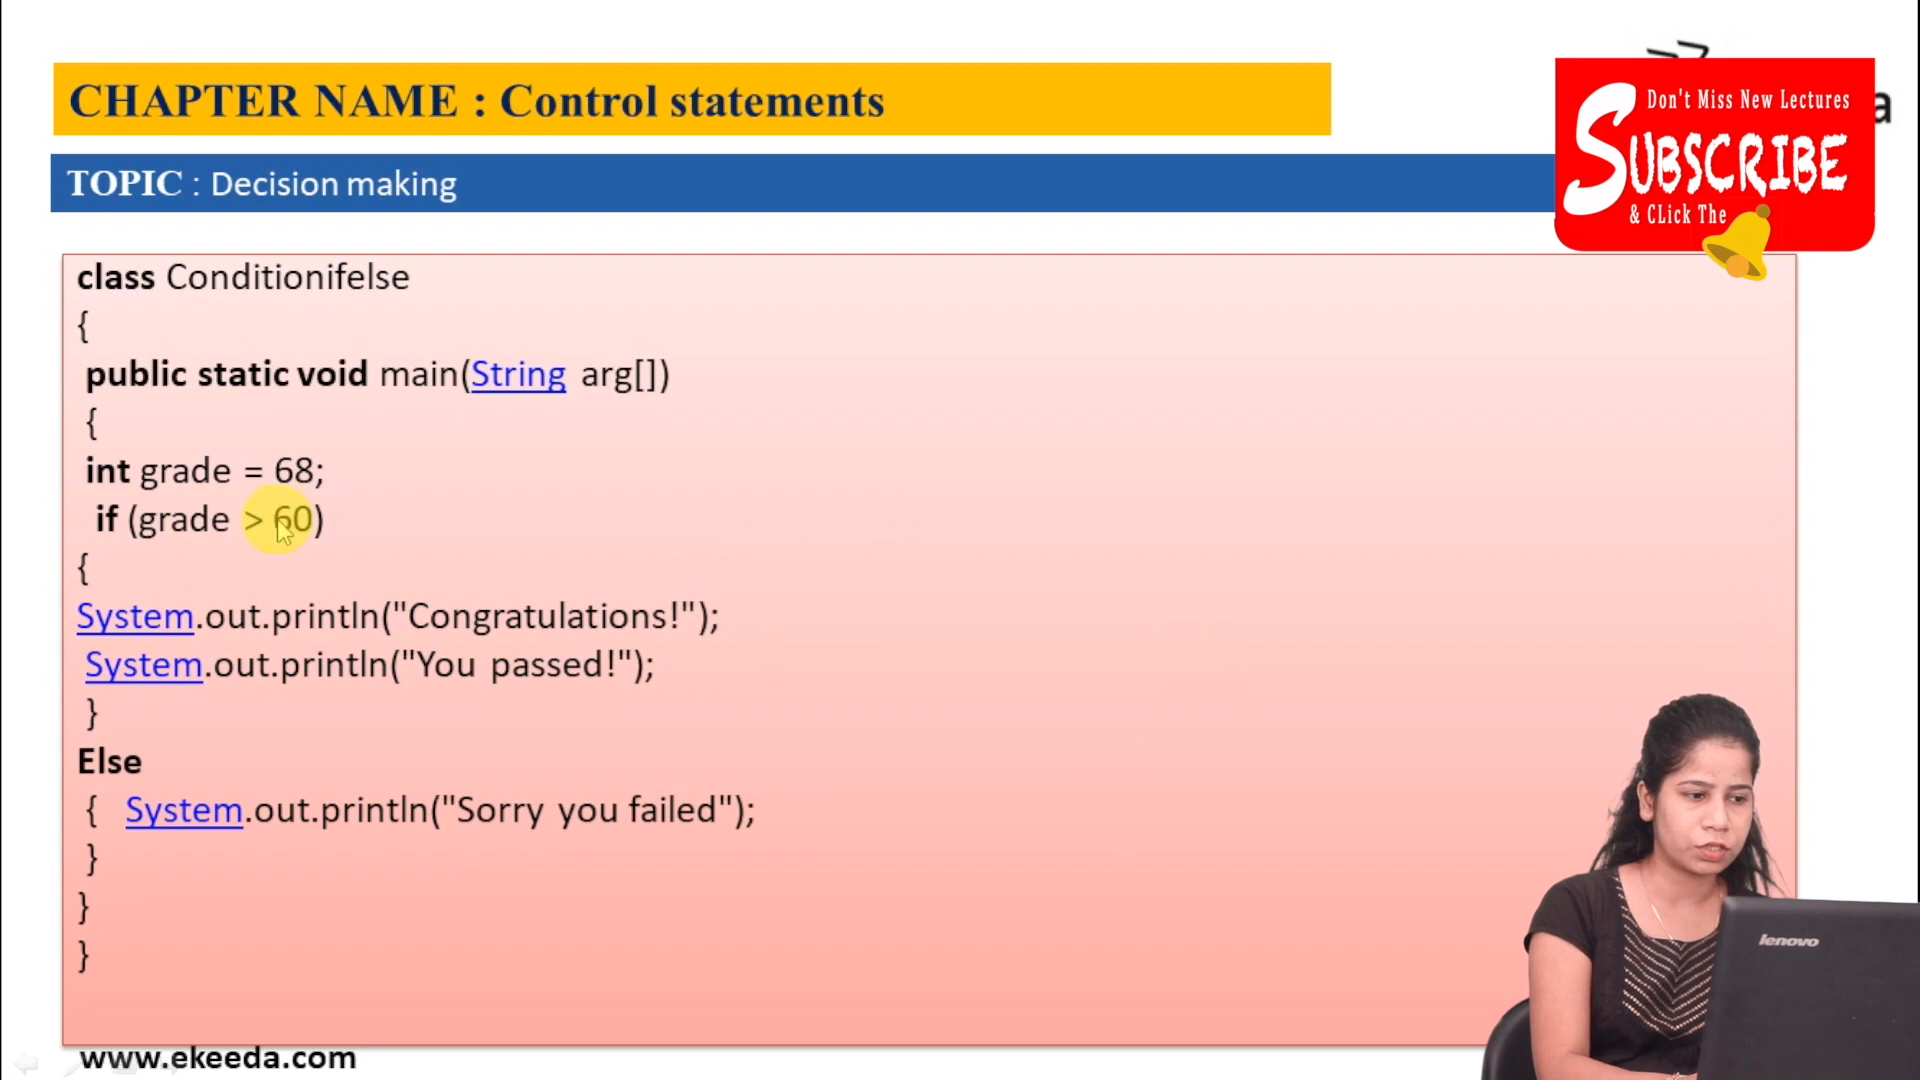 CHAPTER NAME : Control statements
TOPIC : Decision making
Don't Miss New Lectures
SUBSCRIBE
& CLick The
a
class Conditionifelse
{
public static void main(String arg[])
{
int grade = 68;
if (grade > 60)
{
System.out.println("Congratulations!");
System.out.println("You passed!");
}
Else
{ System.out.println("Sorry you failed");
}
}
}
lenovo
www.ekeeda.com